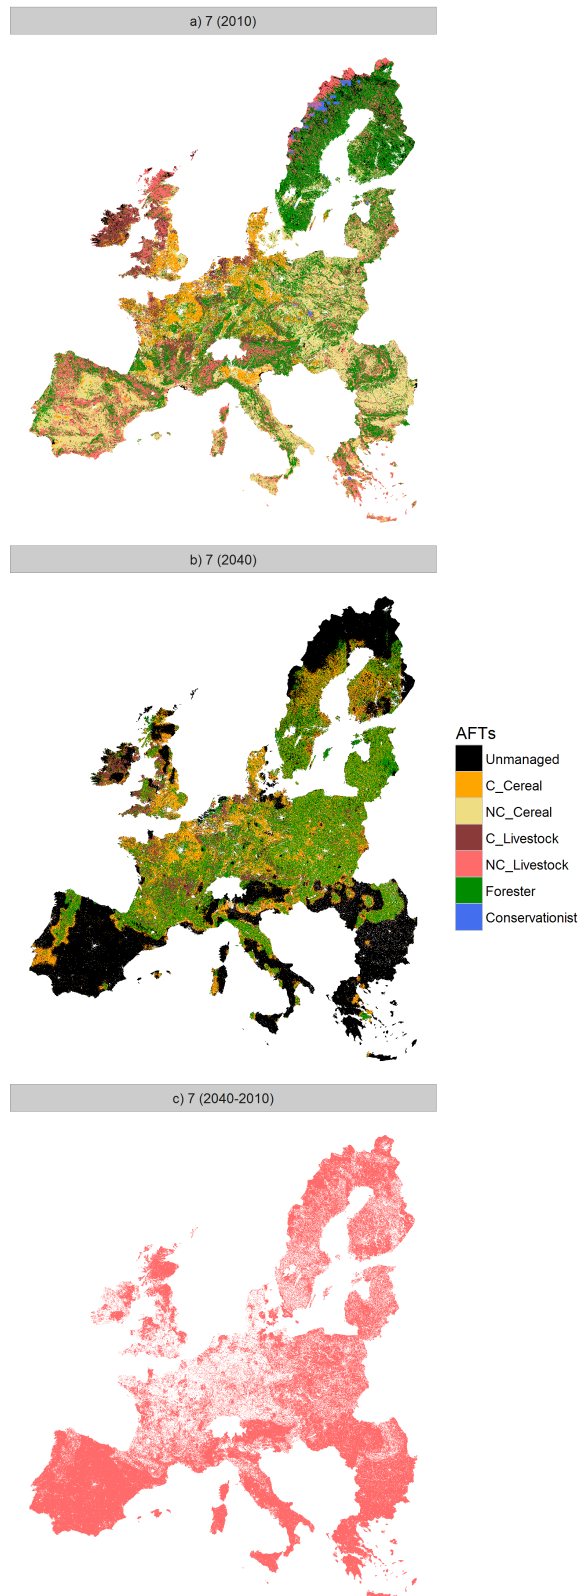 a) 7 (2010)
b) 7 (2040)
AFTs
Unmanaged
C_Cereal
NC_Cereal
C_Livestock
NC_Livestock
Forester
Conservationist
c) 7 (2040-2010)